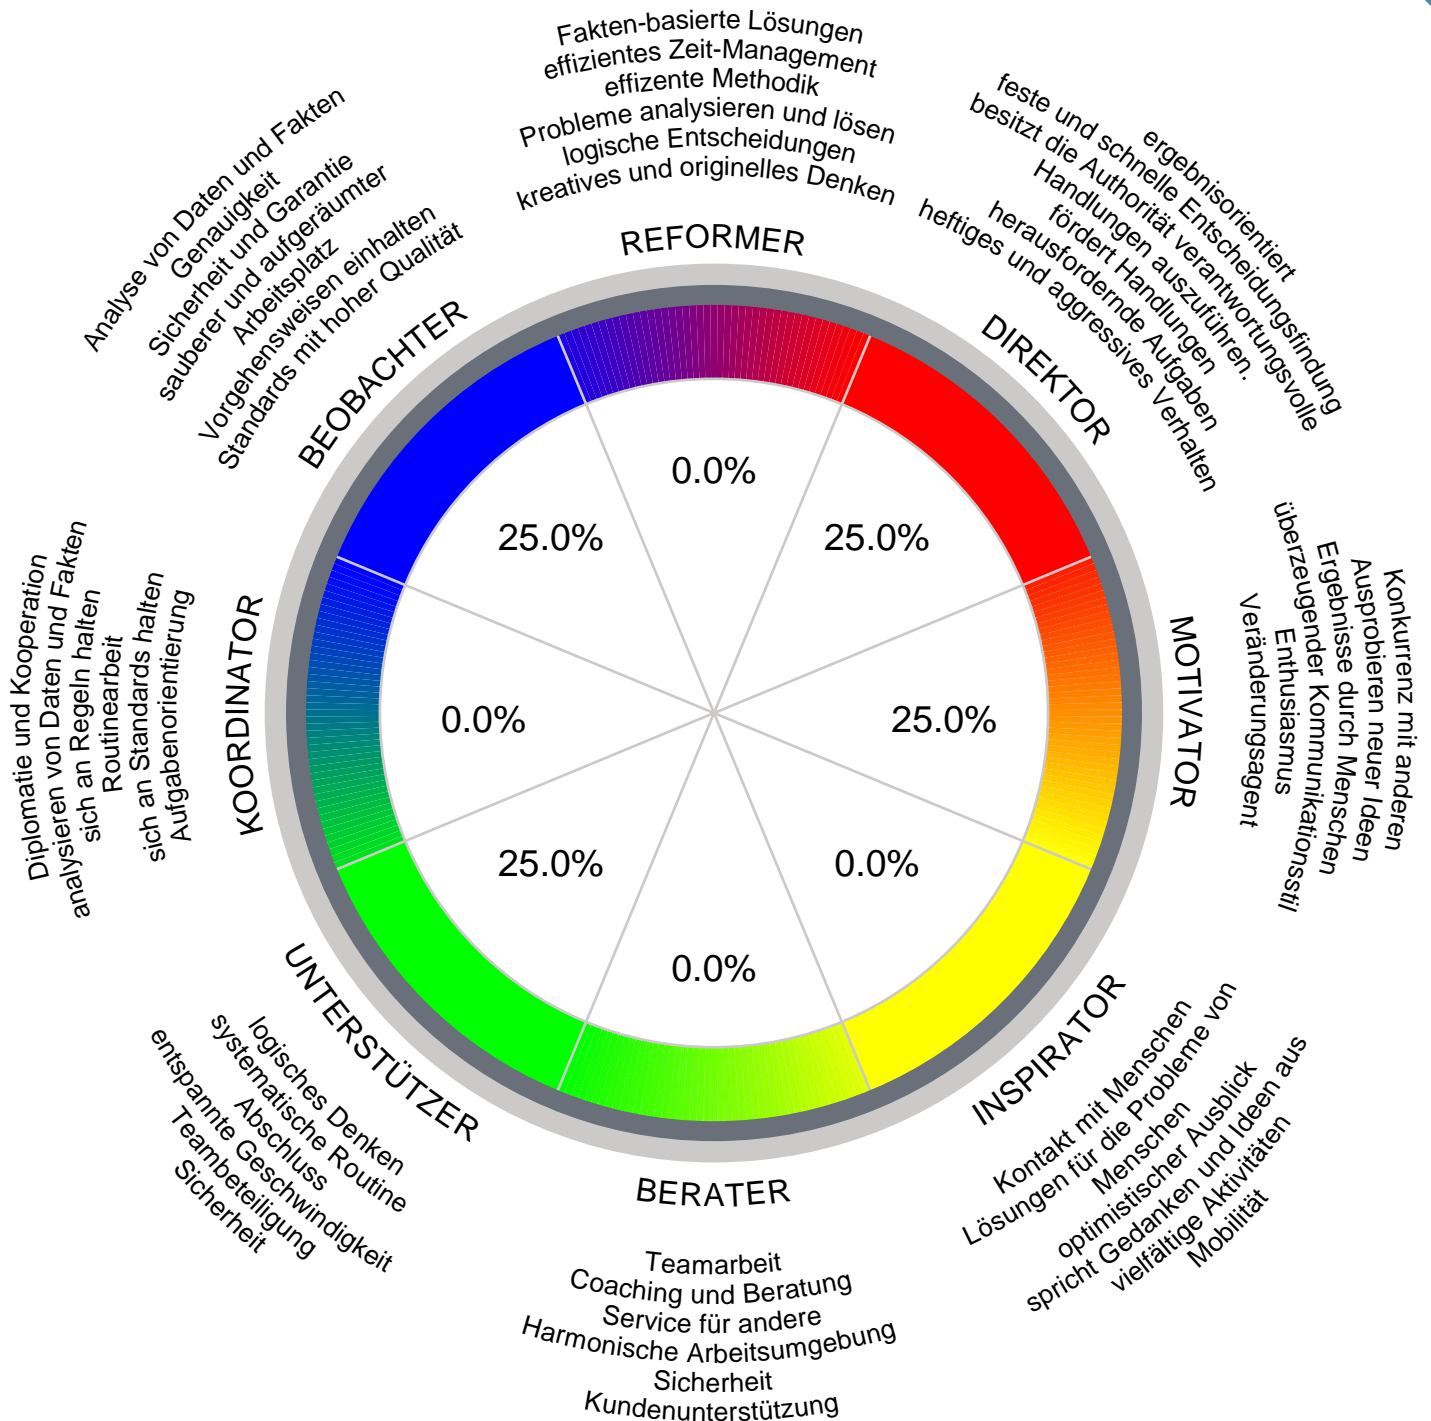 Fakten-basierte Lösungen
effizientes Zeit-Management
effizente Methodik
Probleme analysieren und lösen
logische Entscheidungen
kreatives und originelles Denken
REFORMER
0.0%
ergebnisorientiert
feste und schnelle Entscheidungsfindung
besitzt die Authorität verantwortungsvolle
Handlungen auszuführen.
fördert Handlungen
herausfordernde Aufgaben
heftiges und aggressives Verhalten
DIREKTOR
25.0%
Konkurrenz mit anderen
Ausprobieren neuer Ideen
Ergebnisse durch Menschen
überzeugender Kommunikationsstil
Enthusiasmus
Veränderungsagent
MOTIVATOR
25.0%
INSPIRATOR
0.0%
Kontakt mit Menschen
Lösungen für die Probleme von
Menschen
optimistischer Ausblick
spricht Gedanken und Ideen aus
vielfältige Aktivitäten
Mobilität
0.0%
BERATER
Teamarbeit
Coaching und Beratung
Service für andere
Harmonische Arbeitsumgebung
Sicherheit
Kundenunterstützung
25.0%
UNTERSTÜTZER
logisches Denken
systematische Routine
Abschluss
entspannte Geschwindigkeit
Teambeteiligung
Sicherheit
Diplomatie und Kooperation
analysieren von Daten und Fakten
sich an Regeln halten
Routinearbeit
sich an Standards halten
Aufgabenorientierung
KOORDINATOR
0.0%
Analyse von Daten und Fakten
Genauigkeit
Sicherheit und Garantie
sauberer und aufgeräumter
Arbeitsplatz
Vorgehensweisen einhalten
Standards mit hoher Qualität
BEOBACHTER
25.0%